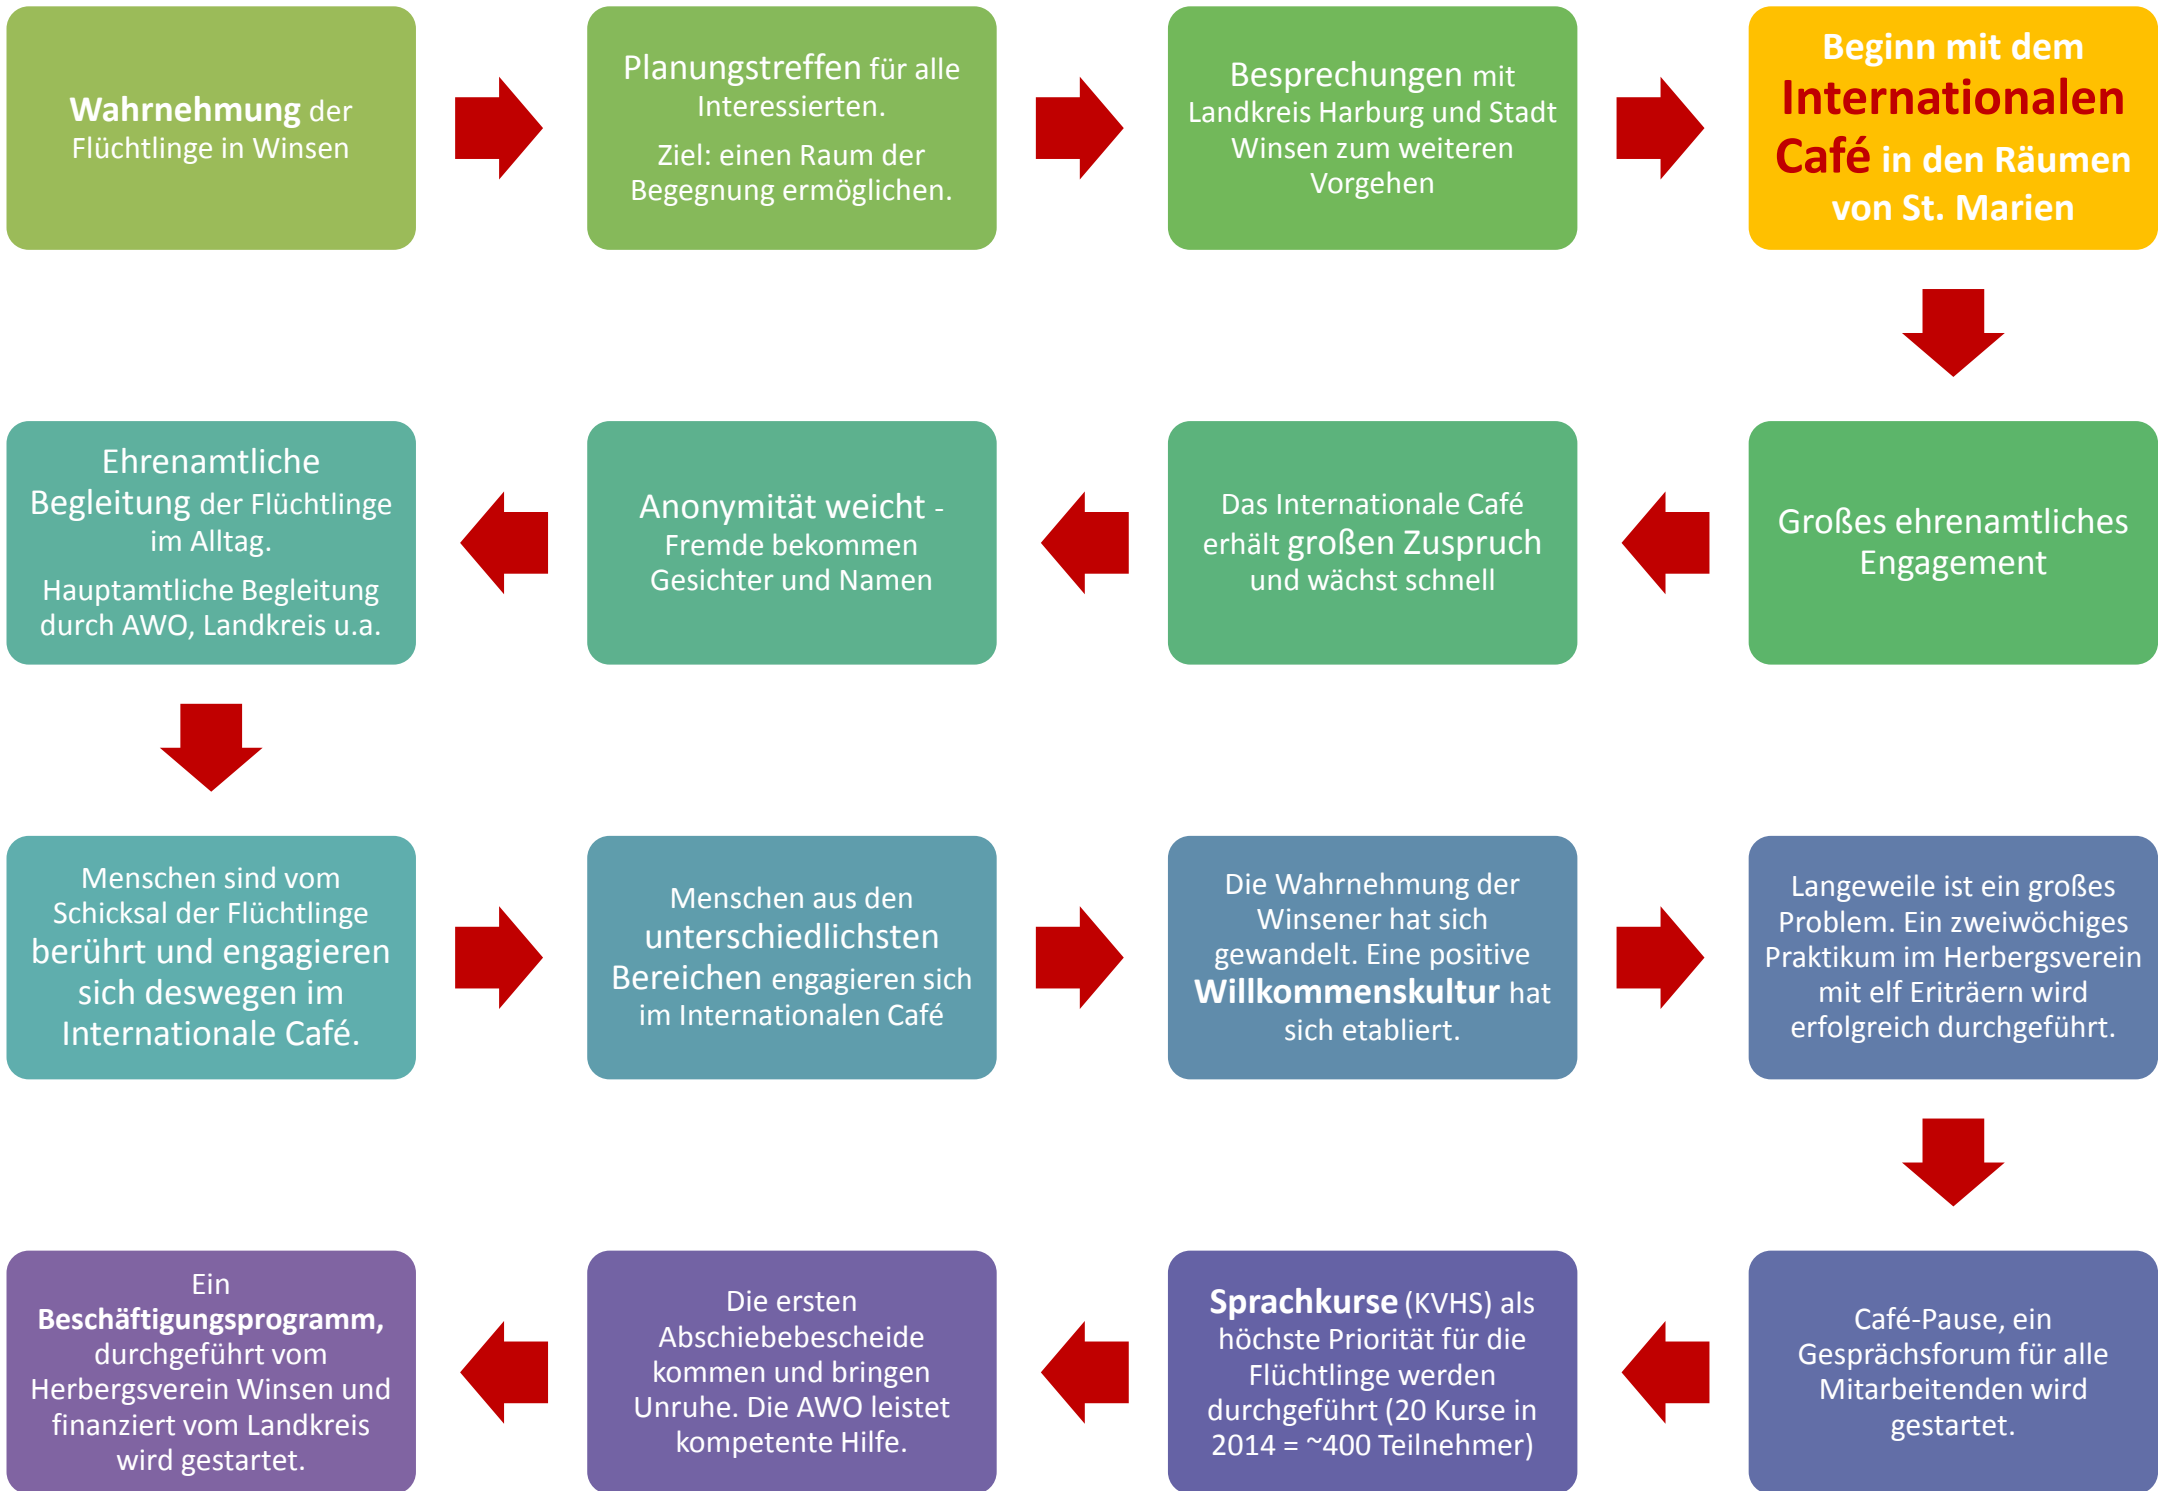 Wahrnehmung der
Flüchtlinge in Winsen
Planungstreffen für alle
Interessierten.
Ziel: einen Raum der
Begegnung ermöglichen.
Besprechungen mit
Landkreis Harburg und Stadt
Winsen zum weiteren
Vorgehen
Beginn mit dem
Internationalen
Café in den Räumen
von St. Marien
Großes ehrenamtliches
Engagement
Das Internationale Café
erhält großen Zuspruch
und wächst schnell
Anonymität weicht -
Fremde bekommen
Gesichter und Namen
Ehrenamtliche
Begleitung der Flüchtlinge
im Alltag.
Hauptamtliche Begleitung
durch AWO, Landkreis u.a.
Menschen sind vom
Schicksal der Flüchtlinge
berührt und engagieren
sich deswegen im
Internationale Café.
Menschen aus den
unterschiedlichsten
Bereichen engagieren sich
im Internationalen Café
Die Wahrnehmung der
Winsener hat sich
gewandelt. Eine positive
Willkommenskultur hat
sich etabliert.
Langeweile ist ein großes
Problem. Ein zweiwöchiges
Praktikum im Herbergsverein
mit elf Eriträern wird
erfolgreich durchgeführt.
Café-Pause, ein
Gesprächsforum für alle
Mitarbeitenden wird
gestartet.
Sprachkurse (KVHS) als
höchste Priorität für die
Flüchtlinge werden
durchgeführt (20 Kurse in
2014 = ~400 Teilnehmer)
Die ersten
Abschiebebescheide
kommen und bringen
Unruhe. Die AWO leistet
kompetente Hilfe.
Ein
Beschäftigungsprogramm,
durchgeführt vom
Herbergsverein Winsen und
finanziert vom Landkreis
wird gestartet.